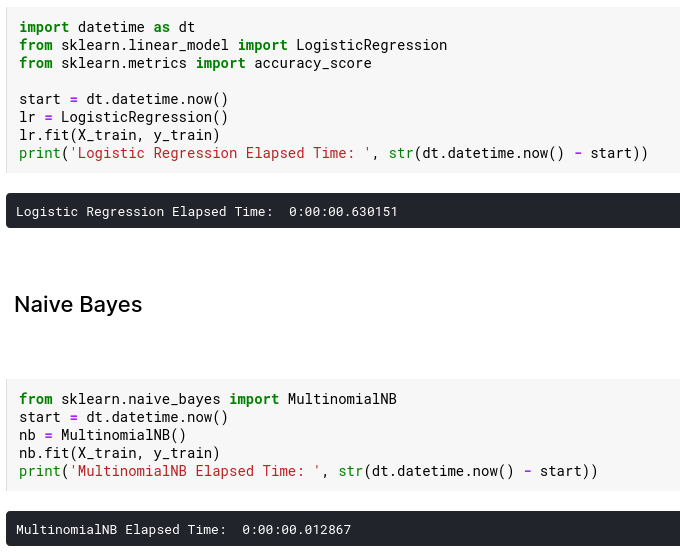 import datetime as dt
from sklearn.linear_model import LogisticRegression
from sklearn.metrics import accuracy_score
start = dt.datetime.now()
lr = LogisticRegression()
lr.fit(X_train, y_train)
print('Logistic Regression Elapsed Time: ', str(dt.datetime.now() - start))
Logistic Regression Elapsed Time:  0:00:00.630151
Naive Bayes
from sklearn.naive_bayes import MultinomialNB
start = dt.datetime.now()
nb = MultinomialNB()
nb.fit(X_train, y_train)
print('MultinomialNB Elapsed Time: ', str(dt.datetime.now() - start))
MultinomialNB Elapsed Time:  0:00:00.012867